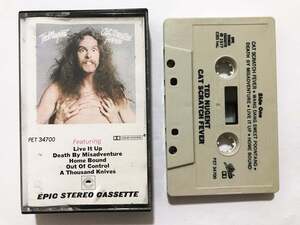 PET 34700
Featuring
Live It Up
Death By Misadventure
Home Bound
Out Of Control
A Thousand Knives
EPIC STEREO CASSETTE
Side One
CAT SCRATCH FEVER • WANG DANG SWEET POONTANG •
DEATH BY MISADVENTURE • LIVE IT UP • HOME BOUND
TED NUGENT
CAT SCRATCH FEVER
PET 34700